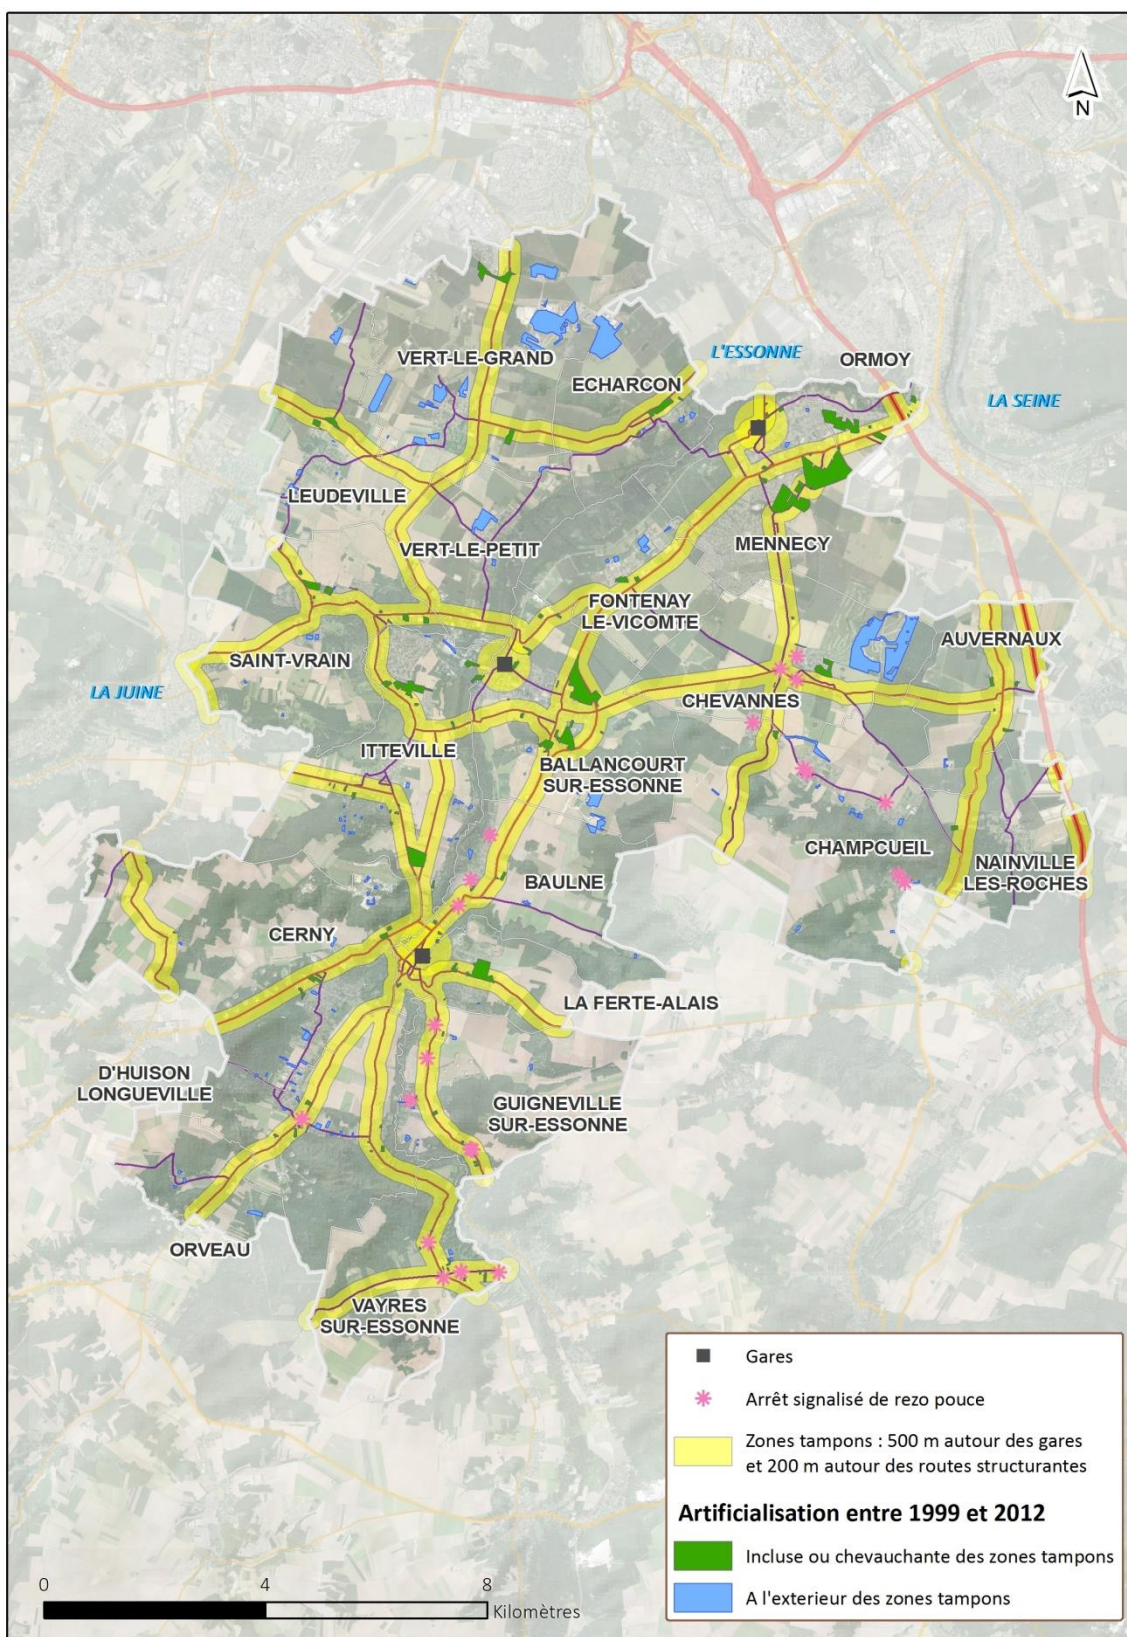 N
L'ESSONNE
ORMOY
VERT-LE-GRAND
ECHARCON
LA SEINE
LEUDEVILLE
VERT-LE-PETIT
MENNECY
FONTENAY
LE-VICOMTE
AUVERNAUX
SAINT-VRAIN
LA JUINE
CHEVANNES
ITTEVILLE
BALLANCOURT
SUR-ESSONNE
CHAMPCUEIL
NAINVILLE
LES-ROCHES
BAULNE
CERNY
LA FERTE-ALAIS
D'HUISON
LONGUEVILLE
GUIGNEVILLE
SUR-ESSONNE
ORVEAU
VAYRES
SUR-ESSONNE
Gares
Arrêt signalisé de rezo pouce
Zones tampons : 500 m autour des gares
et 200 m autour des routes structurantes
Artificialisation entre 1999 et 2012
Incluse ou chevauchante des zones tampons
A l'exterieur des zones tampons
0 4 8
Kilomètres